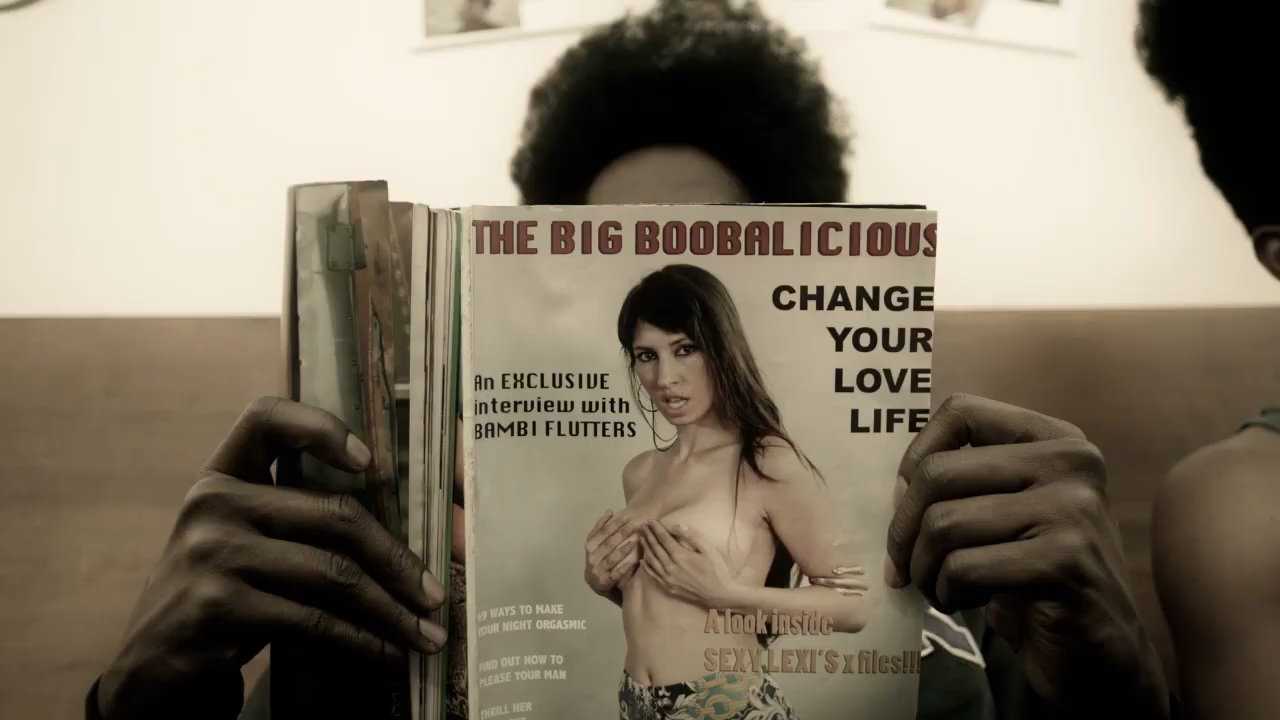 THE BIG BOOBALICIOUS
CHANGE
YOUR
LOVE
LIFE
An EXCLUSIVE
interview with
BAMBI FLUTTERS
69 WAYS TO MAKE
YOUR NIGHT ORGASMIC
FIND OUT HOW TO
PLEASE YOUR MAN
THRILL HER
A look inside
SEXY LEXI'S x files!!!